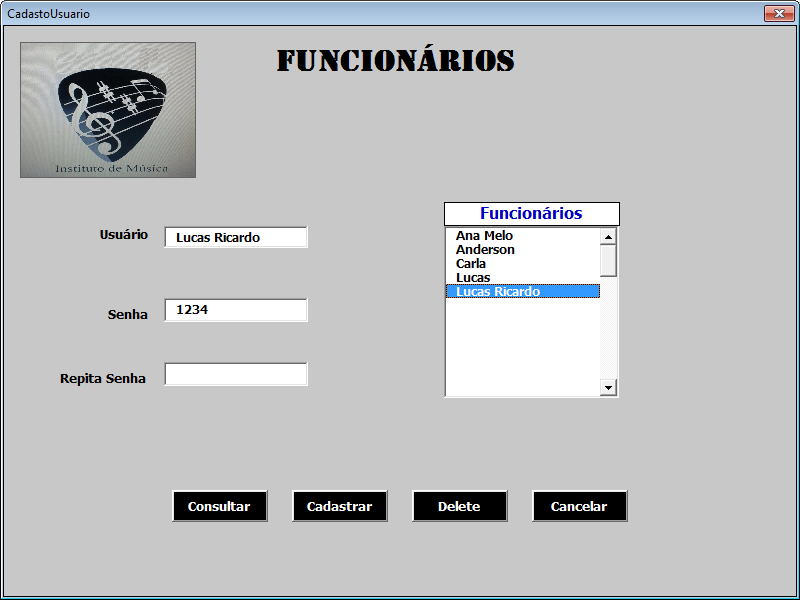 CadastoUsuario
FUNCIONÁRIOS
Instituto de Música
Usuário
Lucas Ricardo
Senha
1234
Repita Senha
Funcionários
Ana Melo
Anderson
Carla
Lucas
Lucas Ricardo
Consultar
Cadastrar
Delete
Cancelar